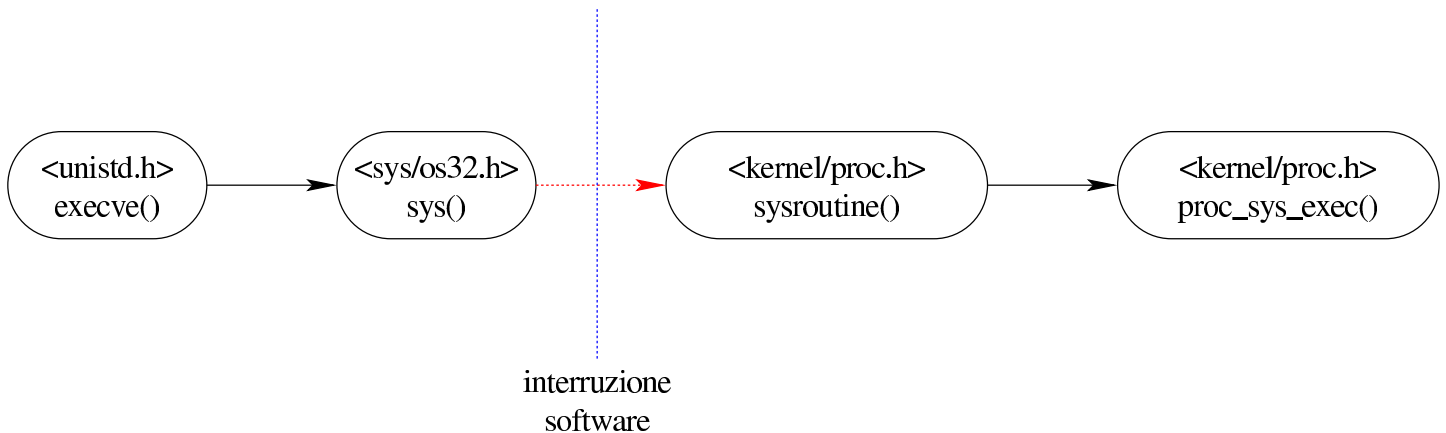 <unistd.h>
execve()
<sys/os32.h>
sys()
<kernel/proc.h>
sysroutine()
<kernel/proc.h>
proc_sys_exec()
interruzione
software